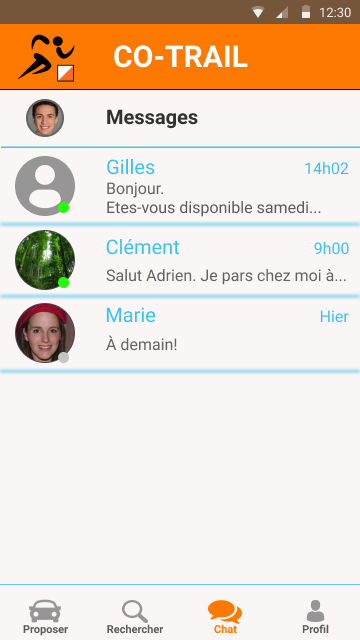 12:30
CO-TRAIL
Messages
Gilles 14h02
Bonjour.
Etes-vous disponible samedi...
Clément 9h00
Salut Adrien. Je pars chez moi à...
Marie Hier
À demain!
Proposer Rechercher Chat Profil